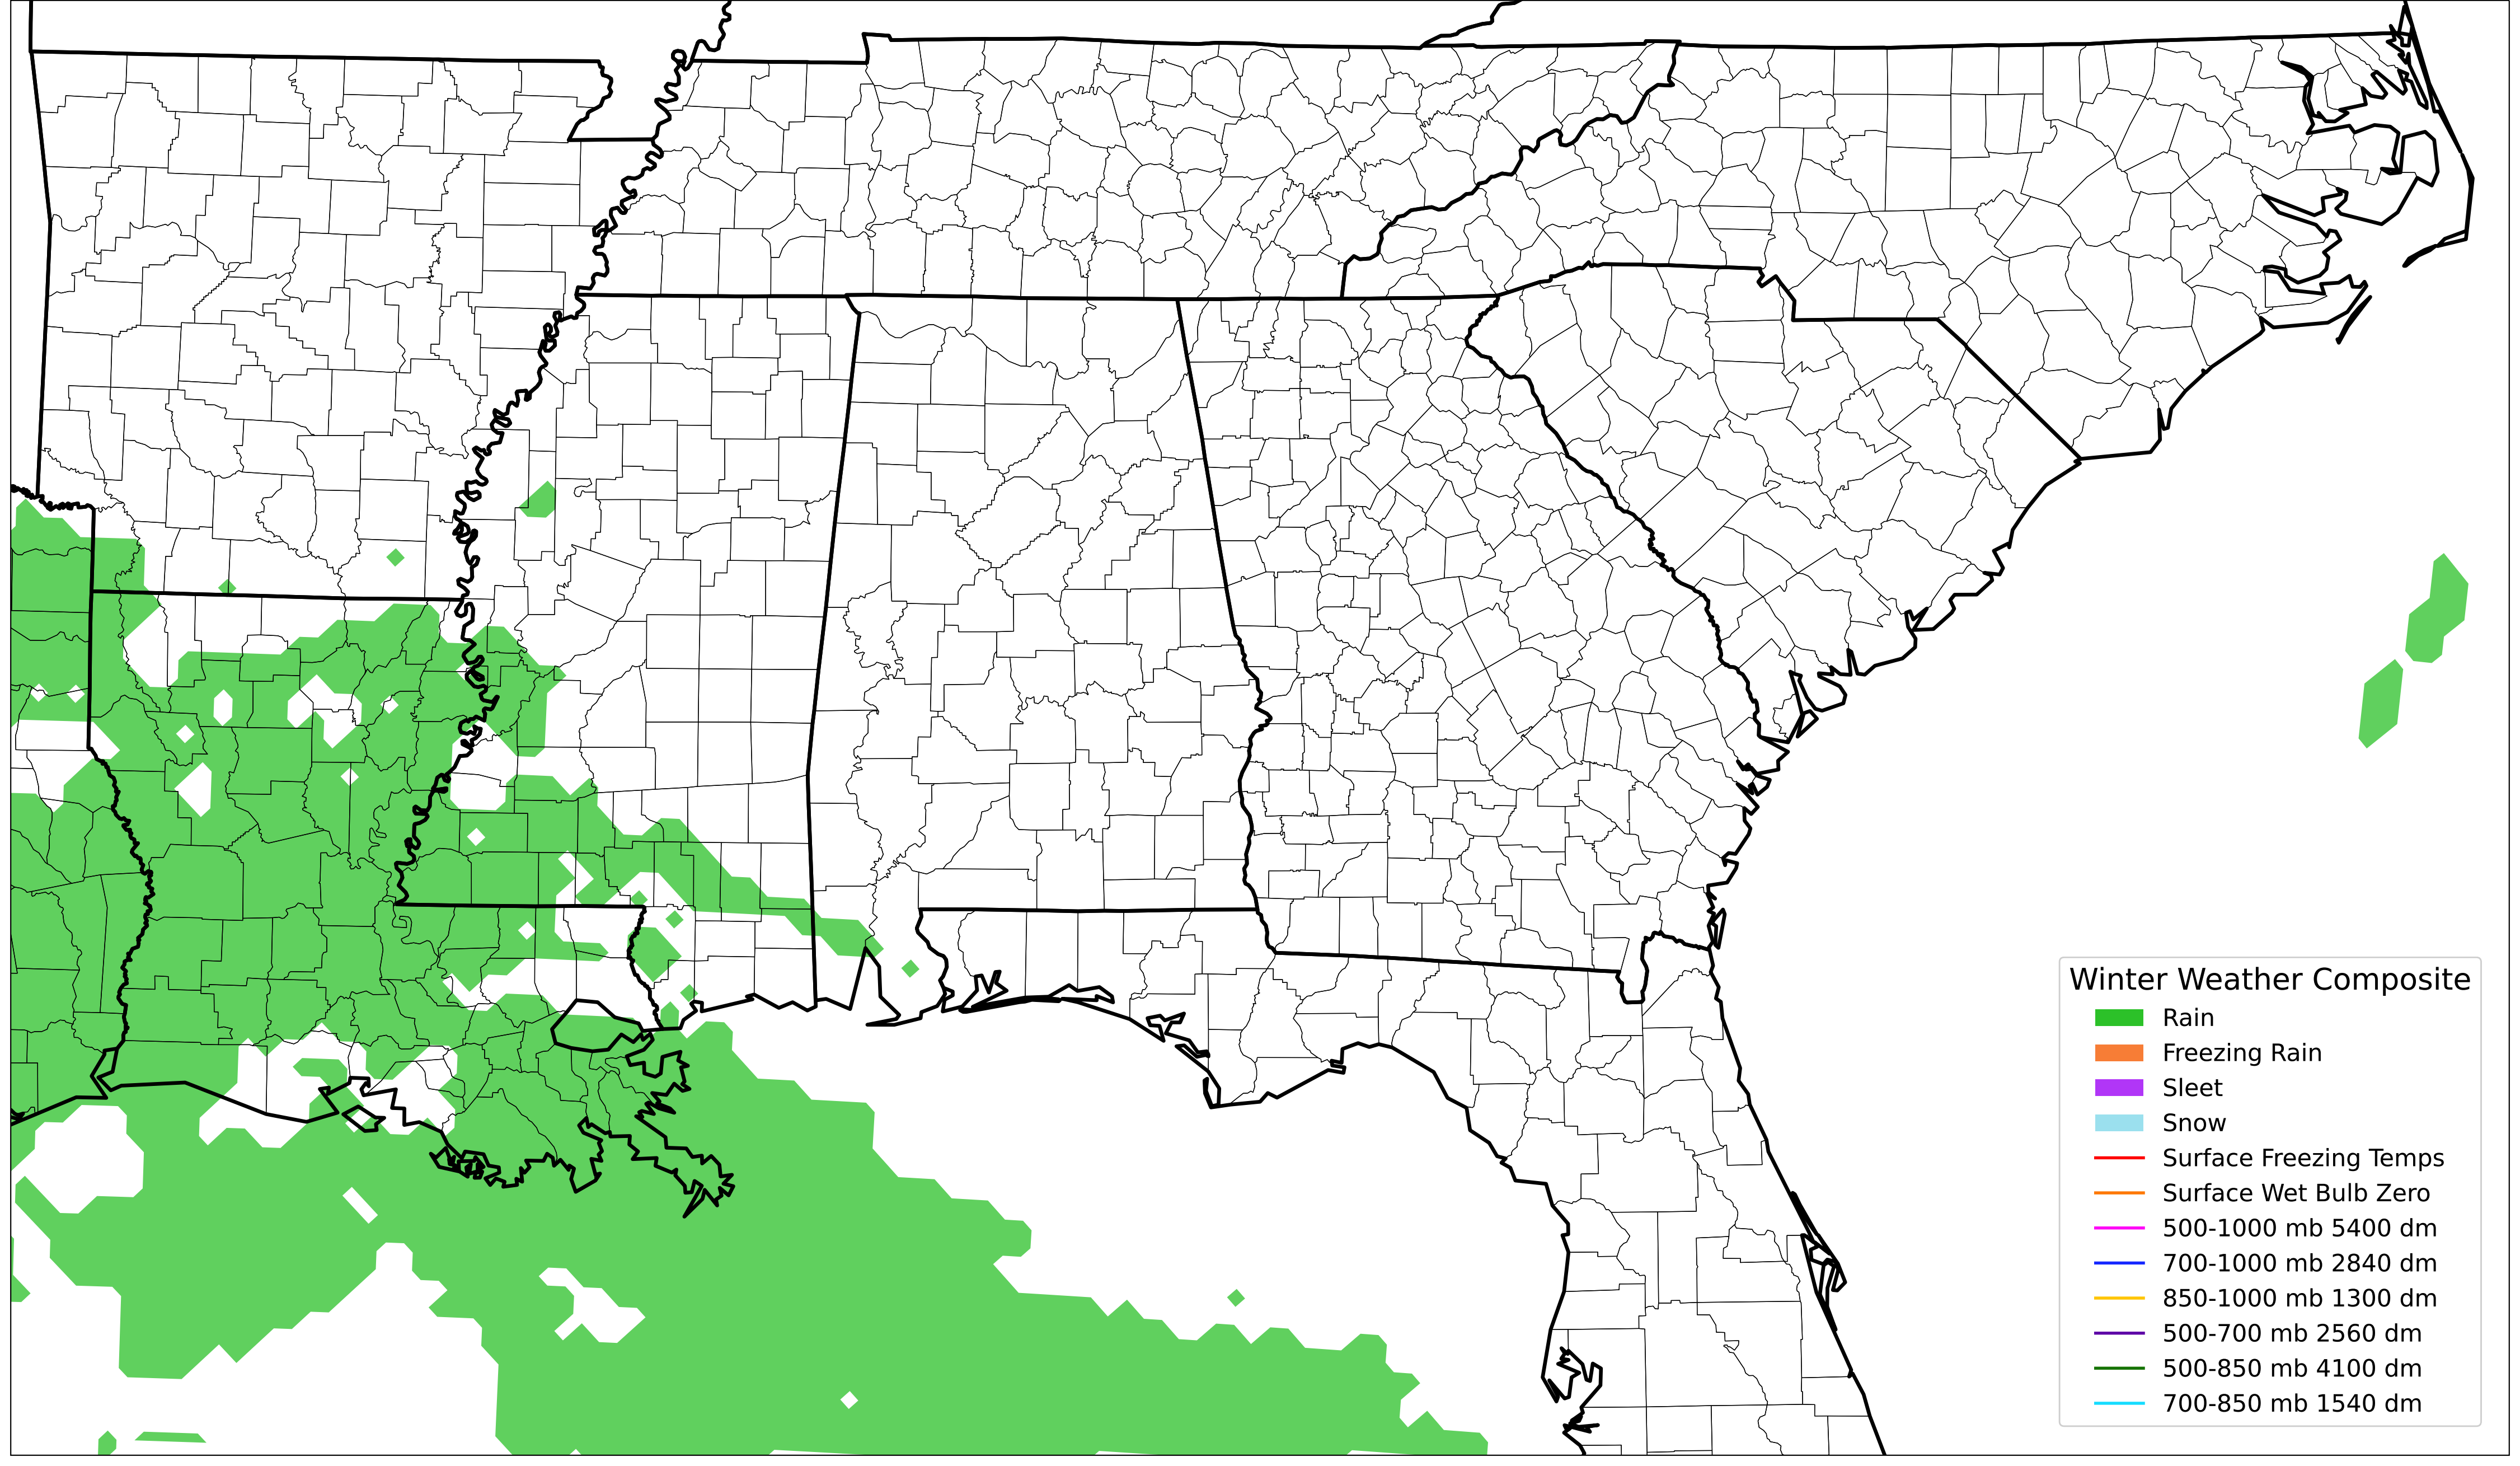 Winter Weather Composite
Rain
Freezing Rain
Sleet
Snow
Surface Freezing Temps
Surface Wet Bulb Zero
500-1000 mb 5400 dm
700-1000 mb 2840 dm
850-1000 mb 1300 dm
500-700 mb 2560 dm
500-850 mb 4100 dm
700-850 mb 1540 dm